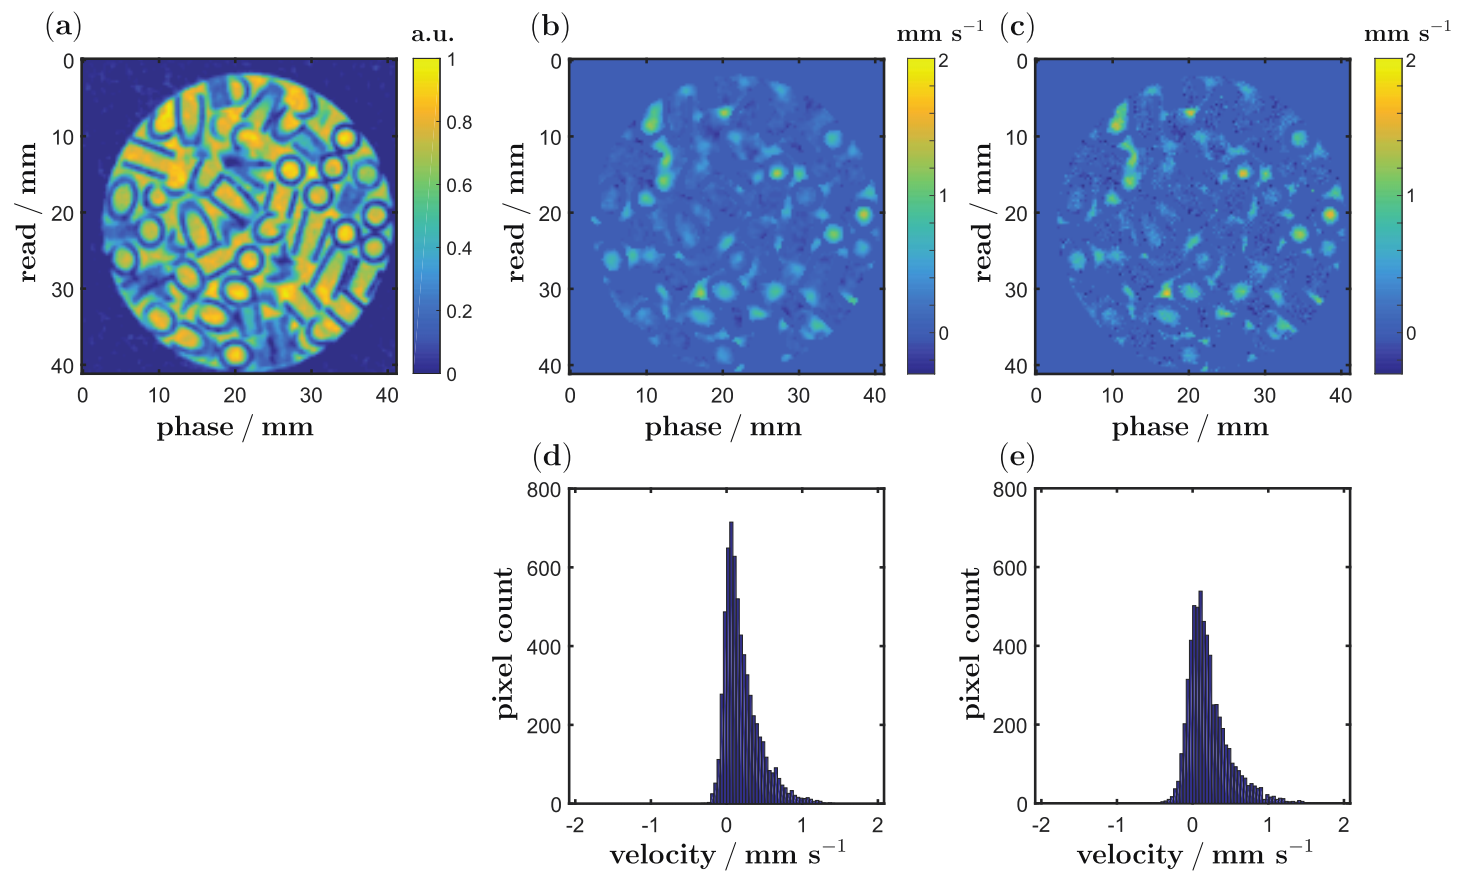 (a)
a.u.
0
10
20
30
40
read / mm
0 10 20 30 40
phase / mm
1
0.8
0.6
0.4
0.2
0
(b)
mm s−1
0
10
20
30
40
read / mm
0 10 20 30 40
phase / mm
2
1
0
(c)
mm s−1
0
10
20
30
40
read / mm
0 10 20 30 40
phase / mm
2
1
0
(d)
800
600
400
200
0
pixel count
-2 -1 0 1 2
velocity / mm s−1
(e)
800
600
400
200
0
pixel count
-2 -1 0 1 2
velocity / mm s−1